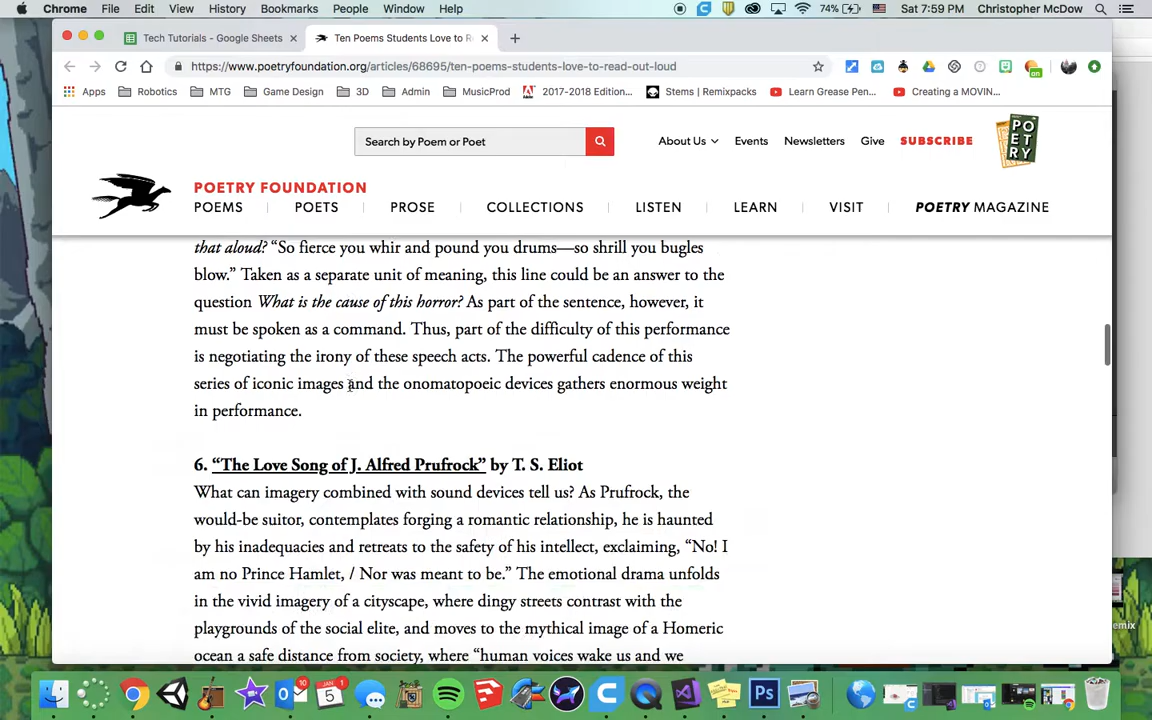 Chrome File Edit View History Bookmarks People Window Help 74% Sat 7:59 PM Christopher McDow
Tech Tutorials - Google Sheets
Ten Poems Students Love to R
https://www.poetryfoundation.org/articles/68695/ten-poems-students-love-to-read-out-loud
on
Apps Robotics MTG Game Design 3D Admin MusicProd 2017-2018 Edition... Stems | Remixpacks Learn Grease Pen... Creating a MOVIN...
Search by Poem or Poet
About Us Events Newsletters Give SUBSCRIBE
PO
ET
RY
POETRY FOUNDATION
POEMS POETS PROSE COLLECTIONS LISTEN LEARN VISIT POETRY MAGAZINE
that aloud? “So fierce you whir and pound you drums—so shrill you bugles
blow.” Taken as a separate unit of meaning, this line could be an answer to the
question What is the cause of this horror? As part of the sentence, however, it
must be spoken as a command. Thus, part of the difficulty of this performance
is negotiating the irony of these speech acts. The powerful cadence of this
series of iconic images and the onomatopoeic devices gathers enormous weight
in performance.
6. “The Love Song of J. Alfred Prufrock” by T. S. Eliot
What can imagery combined with sound devices tell us? As Prufrock, the
would-be suitor, contemplates forging a romantic relationship, he is haunted
by his inadequacies and retreats to the safety of his intellect, exclaiming, “No! I
am no Prince Hamlet, / Nor was meant to be.” The emotional drama unfolds
in the vivid imagery of a cityscape, where dingy streets contrast with the
playgrounds of the social elite, and moves to the mythical image of a Homeric
ocean a safe distance from society, where “human voices wake us and we
emix
10
JAN
5
1
Ps